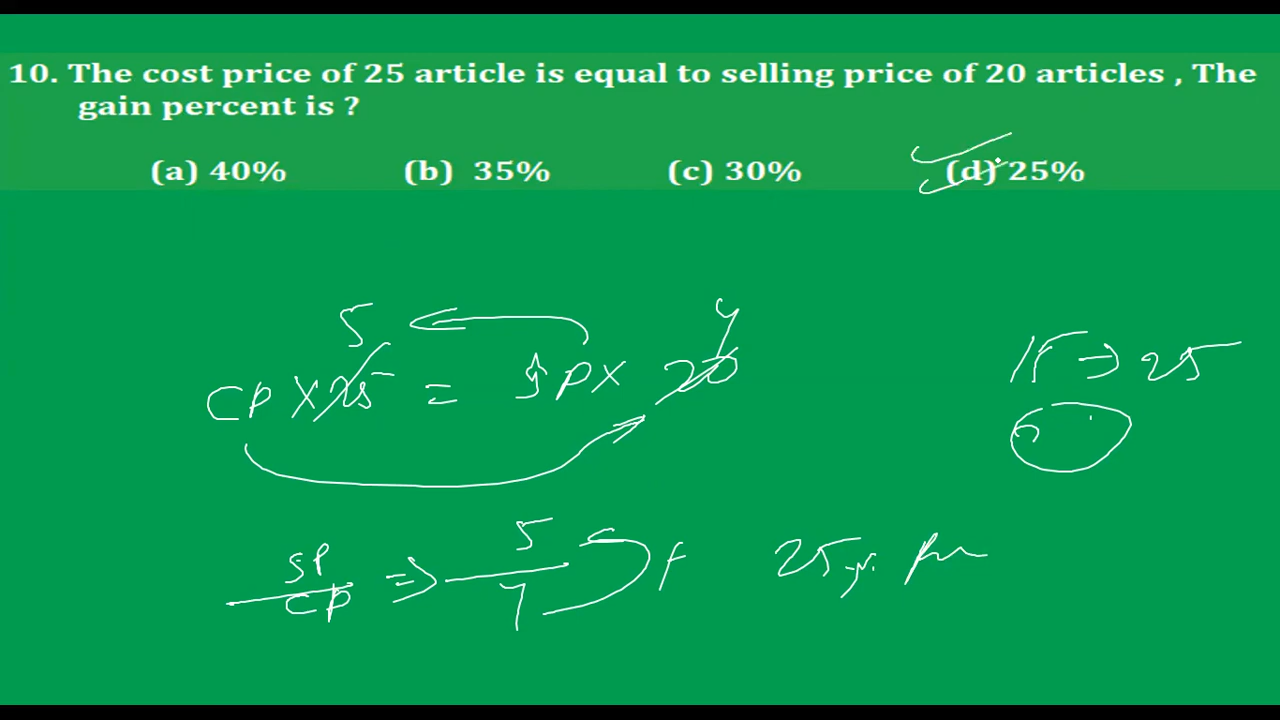 10. The cost price of 25 article is equal to selling price of 20 articles , The
gain percent is ?
(a) 40% (b) 35% (c) 30% (d) 25%
5 4
CP X 25 = SP X 20
25
SP/CP ⇒ 5/4
25%